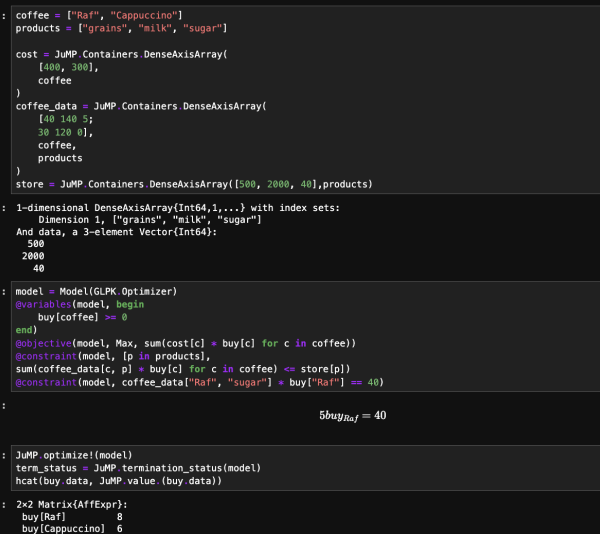 : coffee = ["Raf", "Cappuccino"]
products = ["grains", "milk", "sugar"]
cost = JuMP.Containers.DenseAxisArray(
[400, 300],
coffee
)
coffee_data = JuMP.Containers.DenseAxisArray(
[40 140 5;
30 120 0],
coffee,
products
)
store = JuMP.Containers.DenseAxisArray([500, 2000, 40],products)
: 1-dimensional DenseAxisArray{Int64,1,...} with index sets:
Dimension 1, ["grains", "milk", "sugar"]
And data, a 3-element Vector{Int64}:
500
2000
40
: model = Model(GLPK.Optimizer)
@variables(model, begin
buy[coffee] >= 0
end)
@objective(model, Max, sum(cost[c] * buy[c] for c in coffee))
@constraint(model, [p in products],
sum(coffee_data[c, p] * buy[c] for c in coffee) <= store[p])
@constraint(model, coffee_data["Raf", "sugar"] * buy["Raf"] == 40)
:
5buy_{Raf} = 40
: JuMP.optimize!(model)
term_status = JuMP.termination_status(model)
hcat(buy.data, JuMP.value.(buy.data))
: 2×2 Matrix{AffExpr}:
buy[Raf] 8
buy[Cappuccino] 6